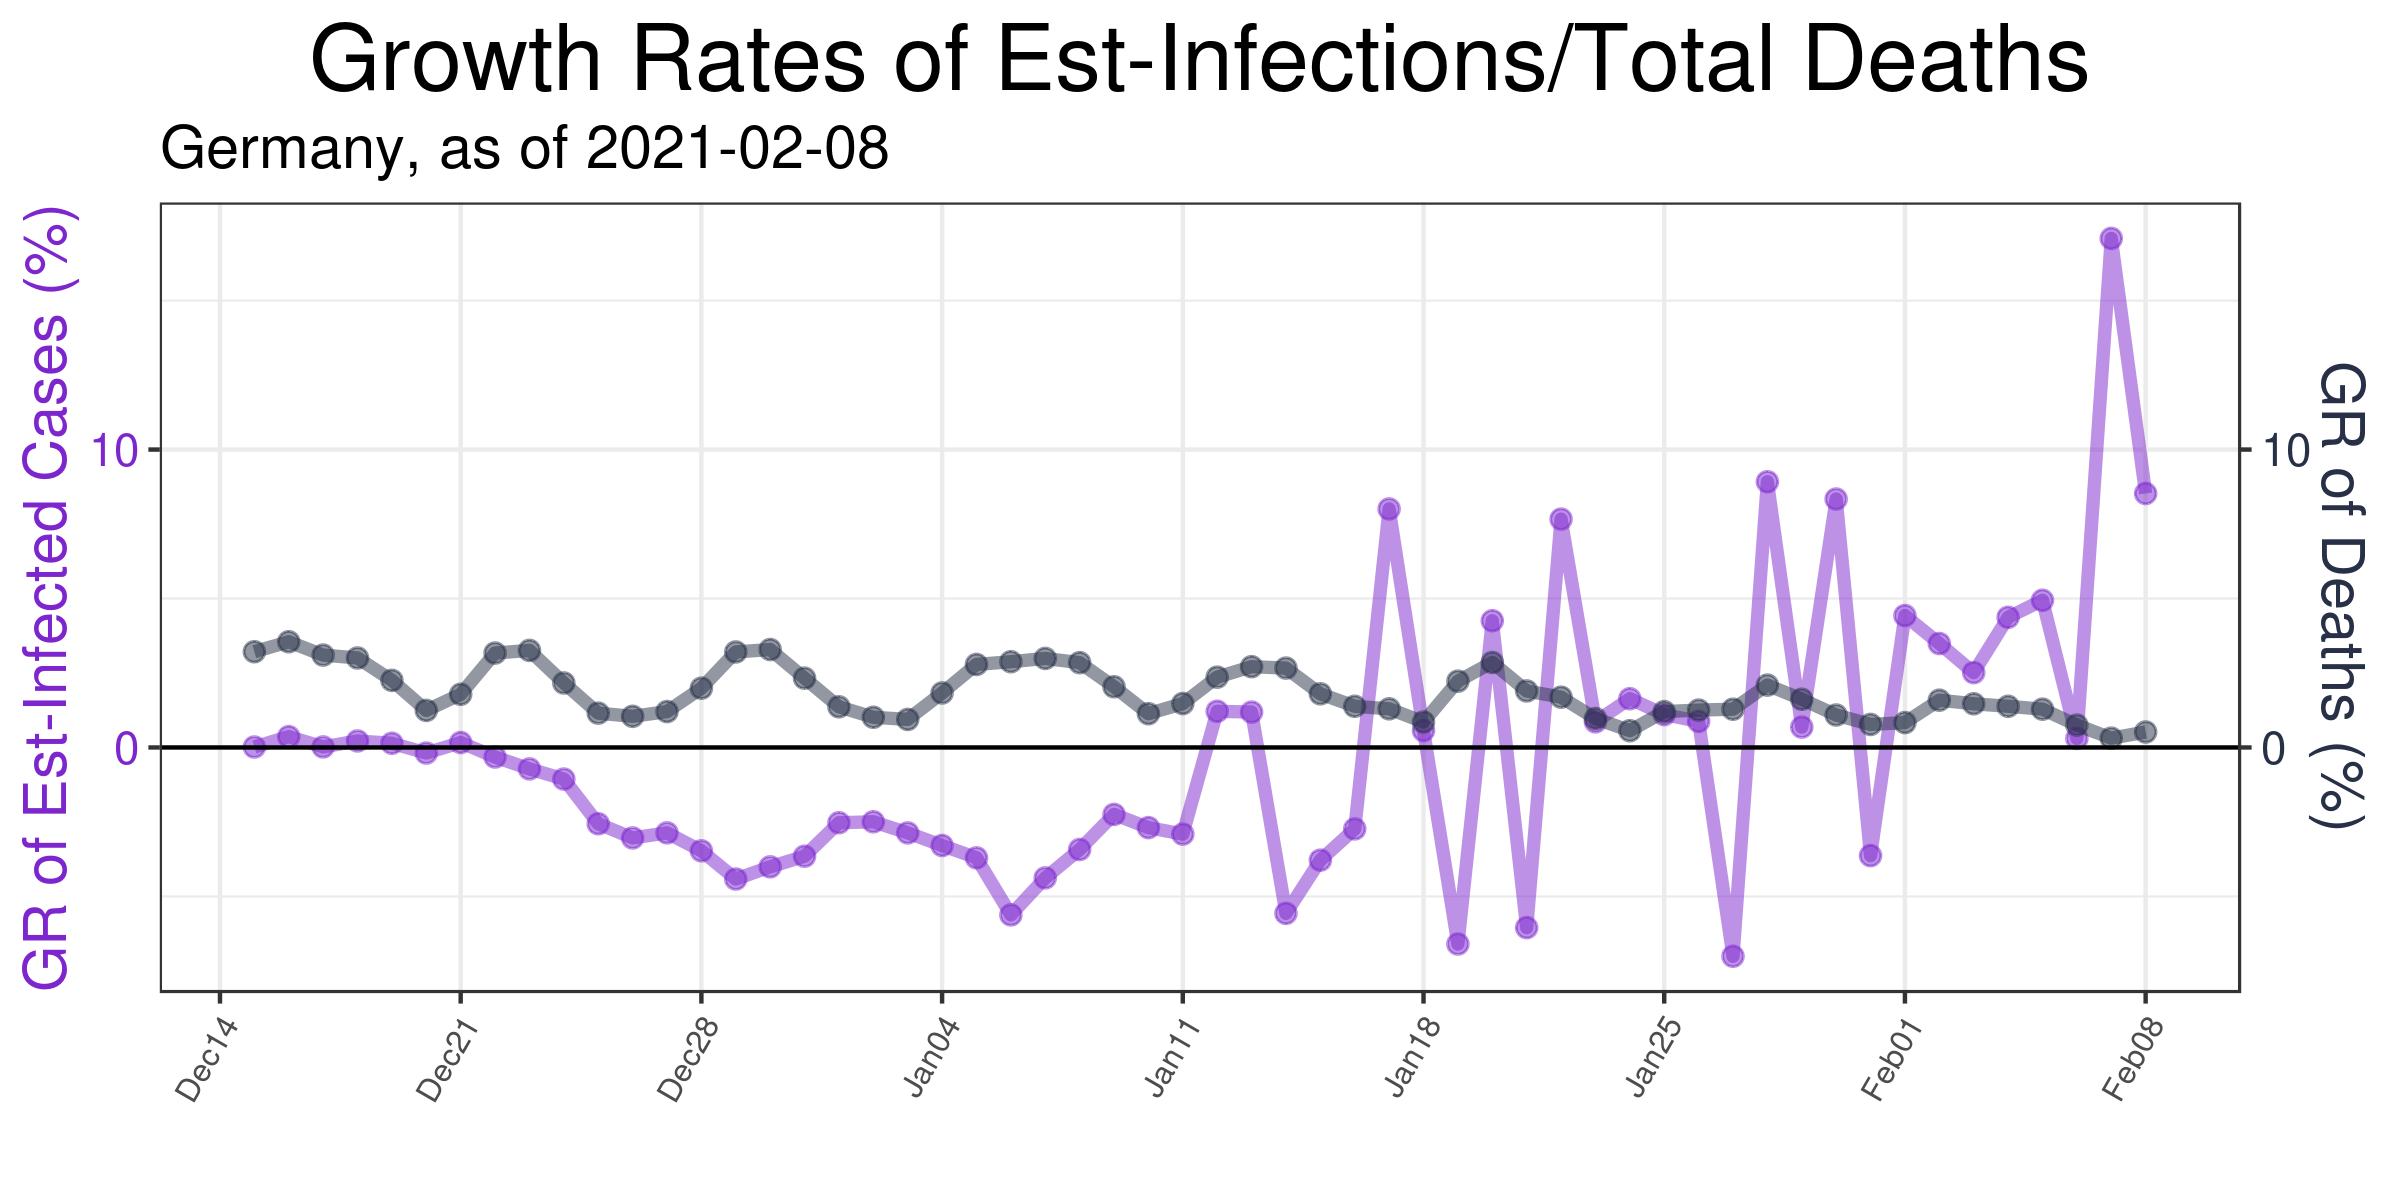 Growth Rates of Est-Infections/Total Deaths
Germany, as of 2021-02-08
GR of Est-Infected Cases (%)
10
0
10
0
GR of Deaths (%)
Dec14
Dec21
Dec28
Jan04
Jan11
Jan18
Jan25
Feb01
Feb08